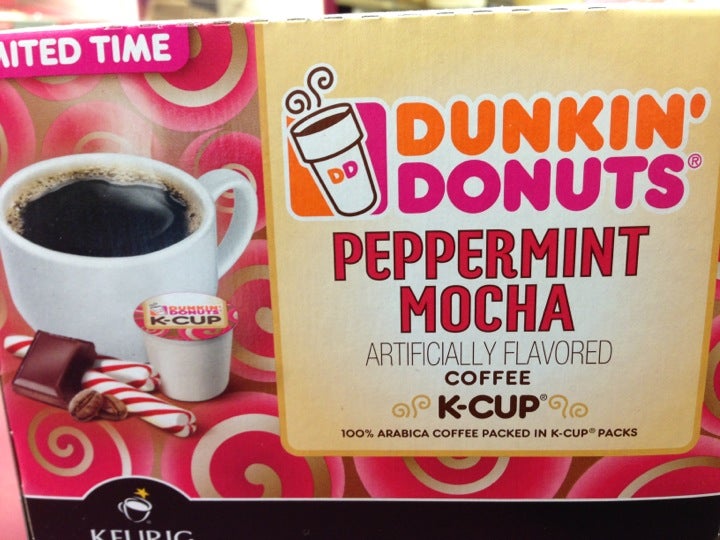 MITED TIME
DUNKIN'
DONUTS®
DD
PEPPERMINT
MOCHA
ARTIFICIALLY FLAVORED
COFFEE
K-CUP®
100% ARABICA COFFEE PACKED IN K-CUP® PACKS
DUNKIN'
DONUTS
K-CUP
KEURIG